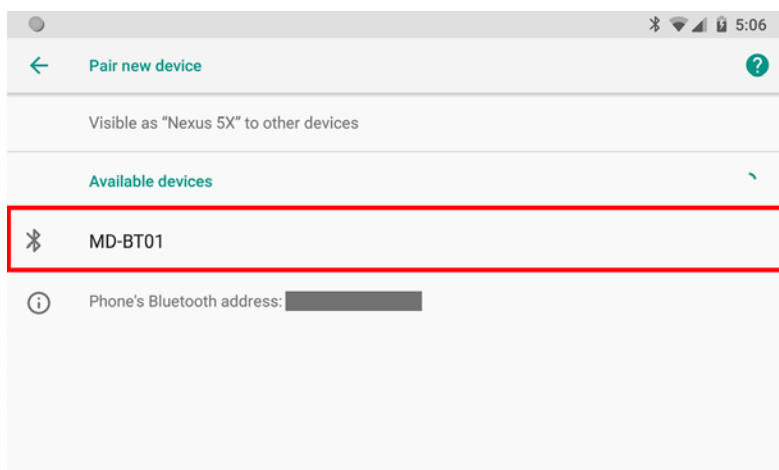 5:06
Pair new device
Visible as “Nexus 5X” to other devices
Available devices
MD-BT01
Phone's Bluetooth address: